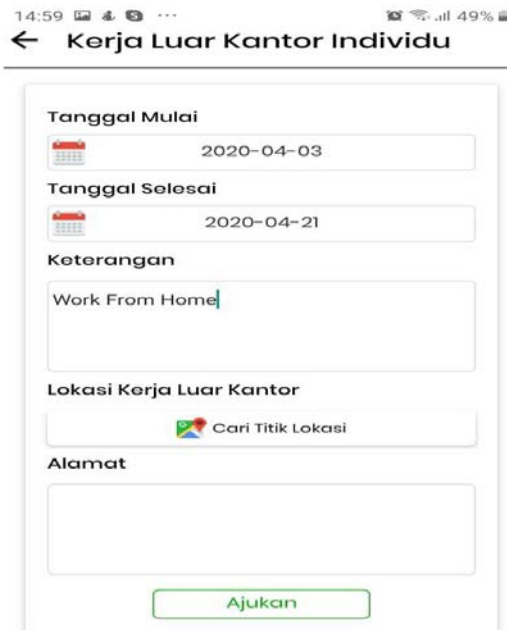 14:59 ... 49%
← Kerja Luar Kantor Individu
Tanggal Mulai
2020-04-03
Tanggal Selesai
2020-04-21
Keterangan
Work From Home
Lokasi Kerja Luar Kantor
Cari Titik Lokasi
Alamat
Ajukan